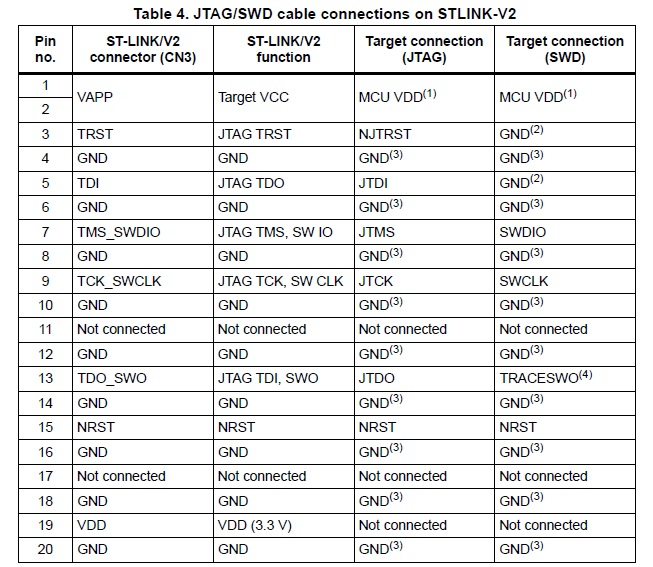 Table 4. JTAG/SWD cable connections on STLINK-V2
Pin no. ST-LINK/V2 connector (CN3) ST-LINK/V2 function Target connection (JTAG) Target connection (SWD)
1 VAPP Target VCC MCU VDD(1) MCU VDD(1)
2
3 TRST JTAG TRST NJTRST GND(2)
4 GND GND GND(3) GND(3)
5 TDI JTAG TDO JTDI GND(2)
6 GND GND GND(3) GND(3)
7 TMS_SWDIO JTAG TMS, SW IO JTMS SWDIO
8 GND GND GND(3) GND(3)
9 TCK_SWCLK JTAG TCK, SW CLK JTCK SWCLK
10 GND GND GND(3) GND(3)
11 Not connected Not connected Not connected Not connected
12 GND GND GND(3) GND(3)
13 TDO_SWO JTAG TDI, SWO JTDO TRACESWO(4)
14 GND GND GND(3) GND(3)
15 NRST NRST NRST NRST
16 GND GND GND(3) GND(3)
17 Not connected Not connected Not connected Not connected
18 GND GND GND(3) GND(3)
19 VDD VDD (3.3 V) Not connected Not connected
20 GND GND GND(3) GND(3)